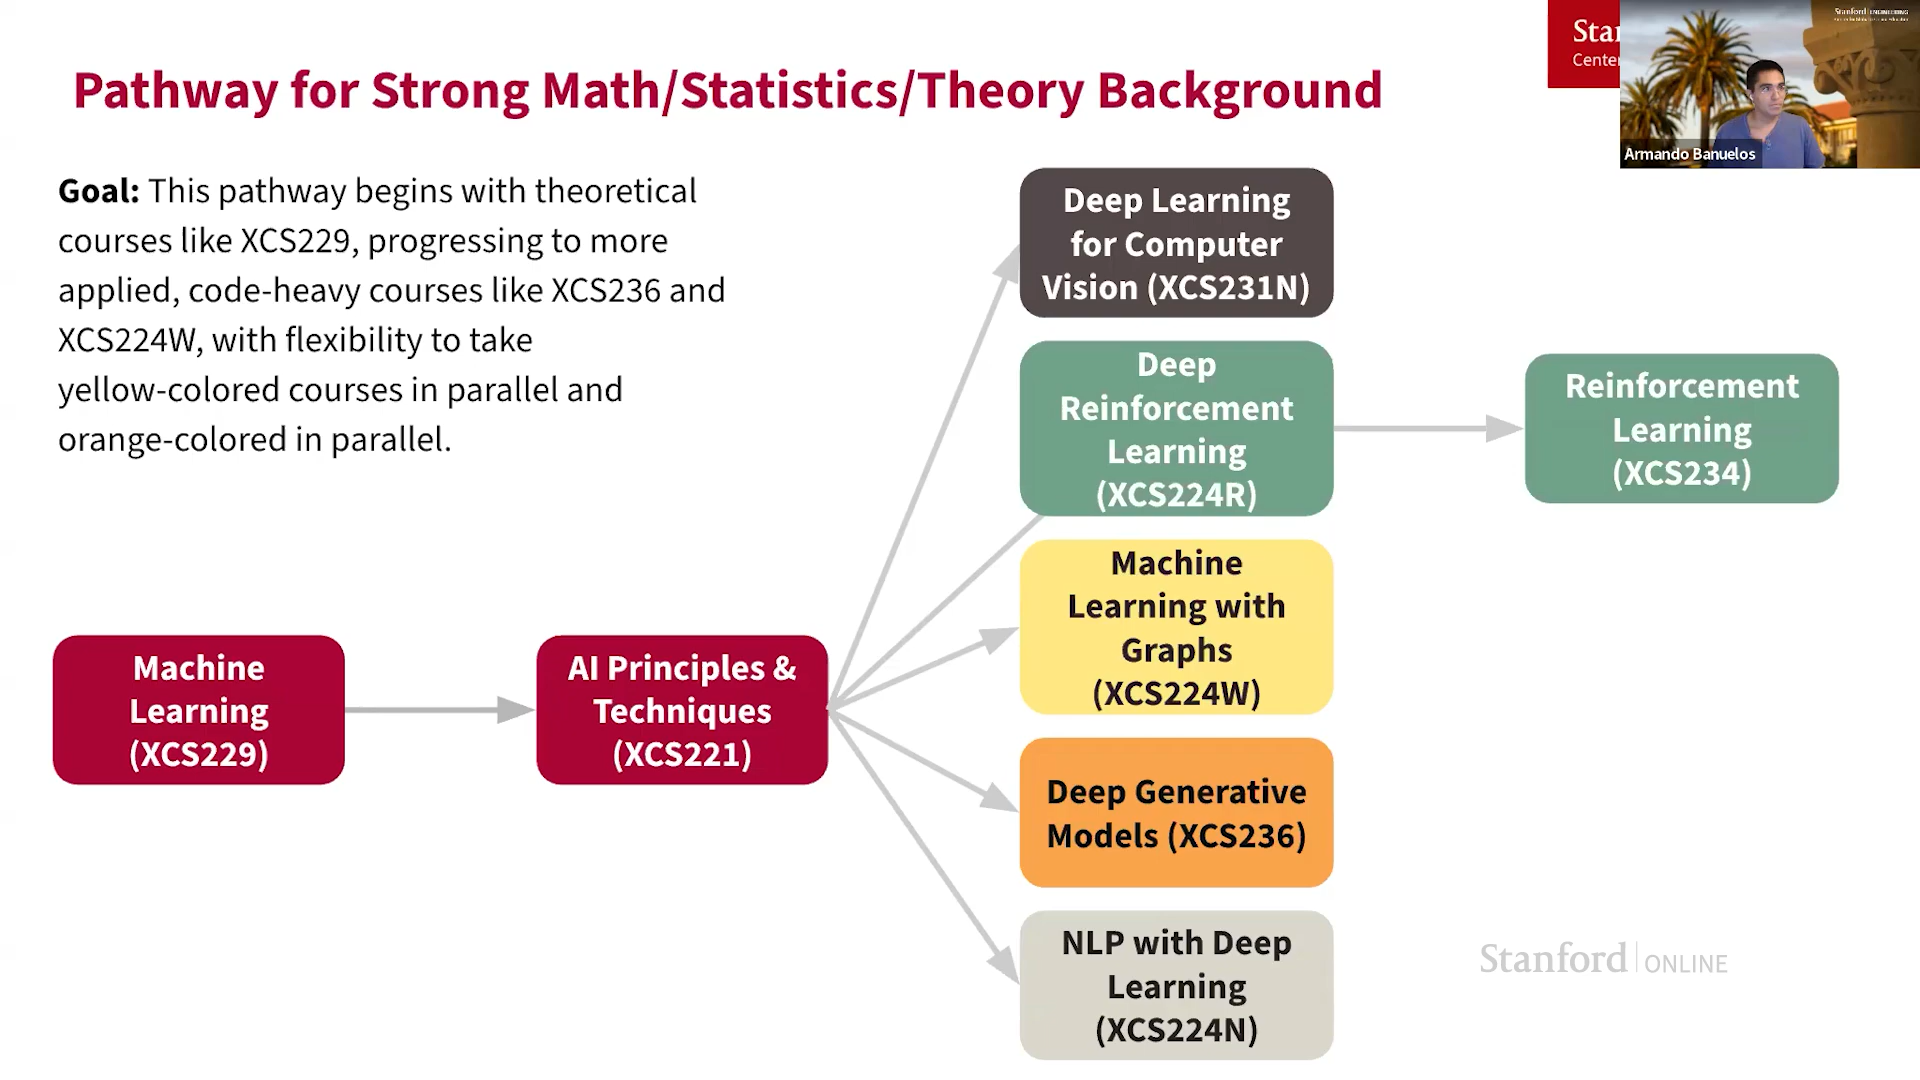 Pathway for Strong Math/Statistics/Theory Background
Goal: This pathway begins with theoretical
courses like XCS229, progressing to more
applied, code-heavy courses like XCS236 and
XCS224W, with flexibility to take
yellow-colored courses in parallel and
orange-colored in parallel.
Machine
Learning
(XCS229)
AI Principles &
Techniques
(XCS221)
Deep Learning
for Computer
Vision (XCS231N)
Deep
Reinforcement
Learning
(XCS224R)
Machine
Learning with
Graphs
(XCS224W)
Deep Generative
Models (XCS236)
NLP with Deep
Learning
(XCS224N)
Reinforcement
Learning
(XCS234)
Stanford ONLINE
Center
Stanford ENGINEERING
Armando Banuelos